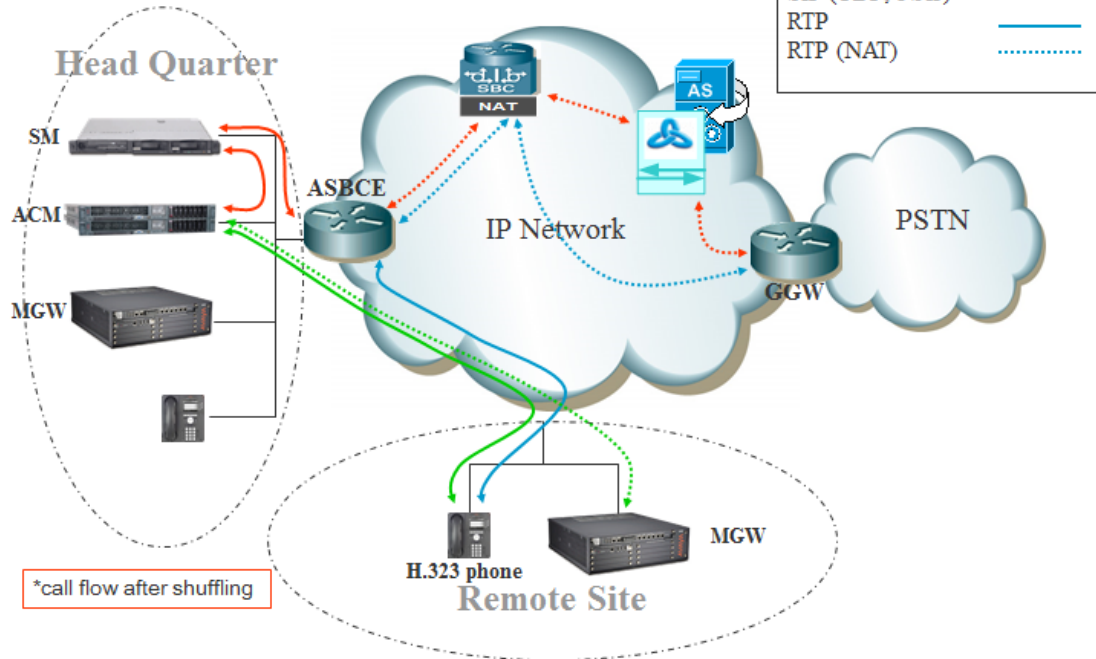 RTP
RTP (NAT)
Head Quarter
SBC
NAT
AS
SM
ASBCE
ACM
IP Network
PSTN
GGW
MGW
MGW
H.323 phone
Remote Site
*call flow after shuffling